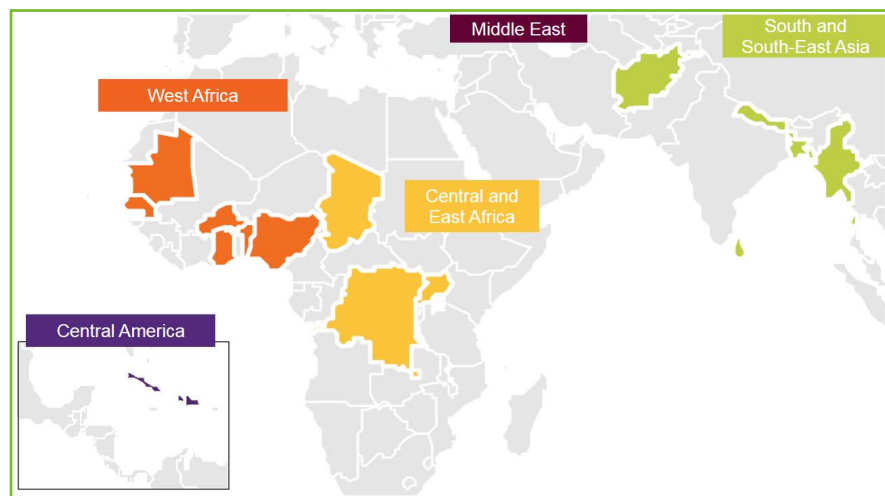 Middle East
South and
South-East Asia
West Africa
Central and
East Africa
Central America